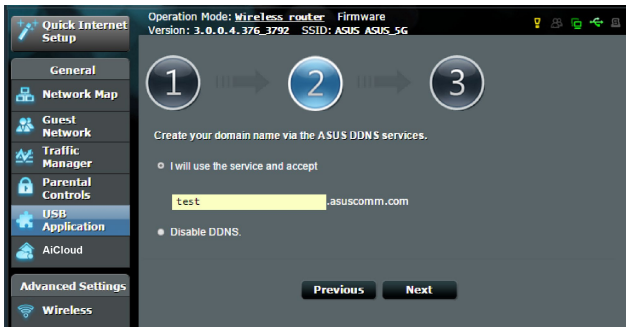 Quick Internet
Setup
General
Network Map
Guest
Network
Traffic
Manager
Parental
Controls
USB
Application
AiCloud
Advanced Settings
Wireless
Operation Mode: Wireless router Firmware
Version: 3.0.0.4.376_3792 SSID: ASUS ASUS_5G
1
2
3
Create your domain name via the ASUS DDNS services.
I will use the service and accept
test .asuscomm.com
Disable DDNS.
Previous Next